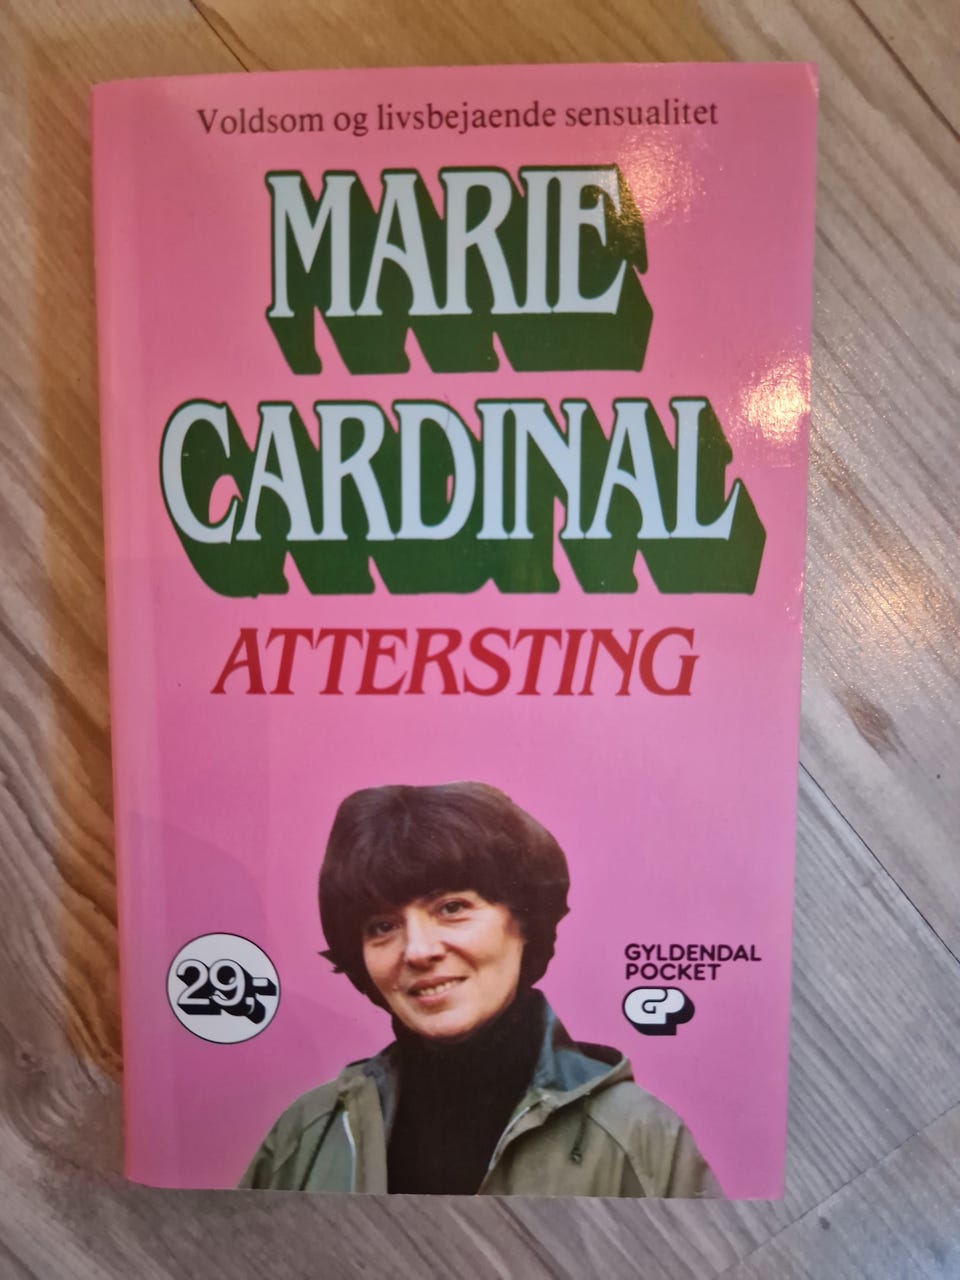 Voldsom og livsbejaende sensualitet
MARIE
CARDINAL
ATTERSTING
29,-
GYLDENDAL
POCKET
GP